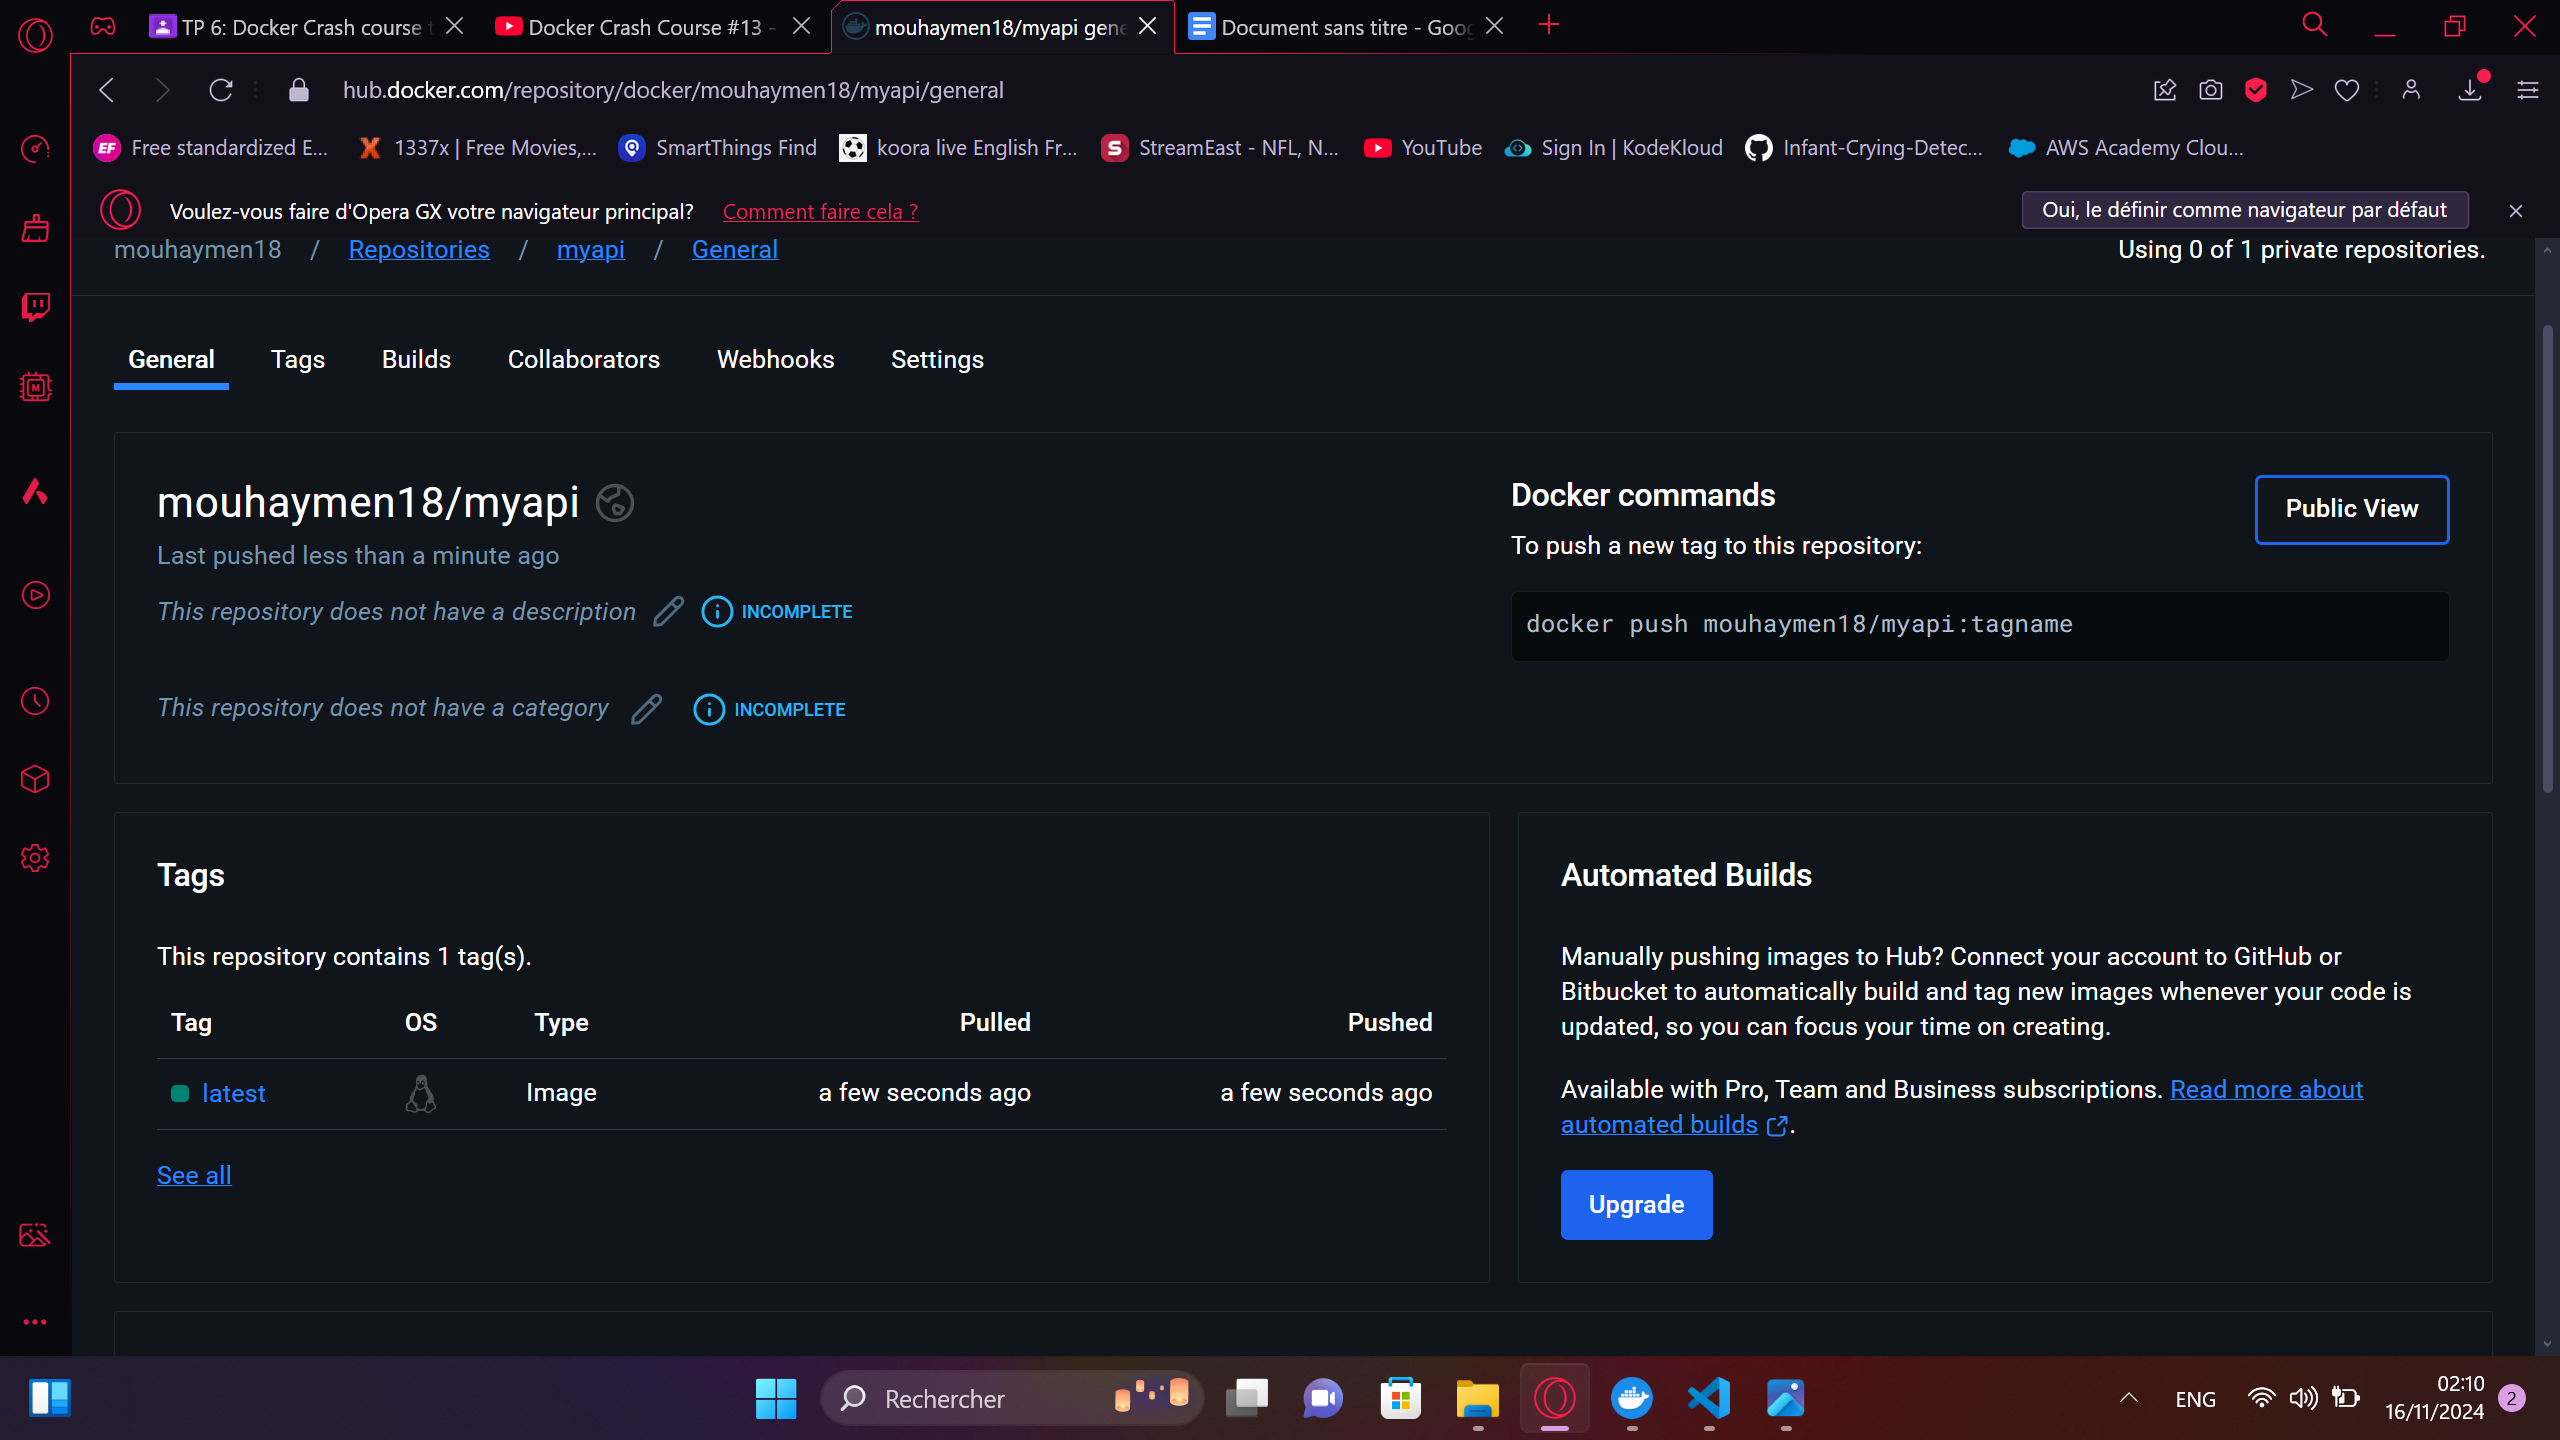 TP 6: Docker Crash course t
Docker Crash Course #13 -
mouhaymen18/myapi gene
Document sans titre - Goog
hub.docker.com/repository/docker/mouhaymen18/myapi/general
EF Free standardized E...
1337x | Free Movies,...
SmartThings Find
koora live English Fr...
StreamEast - NFL, N...
YouTube
Sign In | KodeKloud
Infant-Crying-Detec...
AWS Academy Clou...
Voulez-vous faire d'Opera GX votre navigateur principal? Comment faire cela ?
Oui, le définir comme navigateur par défaut
mouhaymen18 / Repositories / myapi / General
Using 0 of 1 private repositories.
General Tags Builds Collaborators Webhooks Settings
mouhaymen18/myapi
Last pushed less than a minute ago
This repository does not have a description INCOMPLETE
This repository does not have a category INCOMPLETE
Docker commands
Public View
To push a new tag to this repository:
docker push mouhaymen18/myapi:tagname
Tags
This repository contains 1 tag(s).
Tag OS Type Pulled Pushed
latest Image a few seconds ago a few seconds ago
See all
Automated Builds
Manually pushing images to Hub? Connect your account to GitHub or
Bitbucket to automatically build and tag new images whenever your code is
updated, so you can focus your time on creating.
Available with Pro, Team and Business subscriptions. Read more about
automated builds .
Upgrade
Rechercher
ENG
02:10
16/11/2024
2